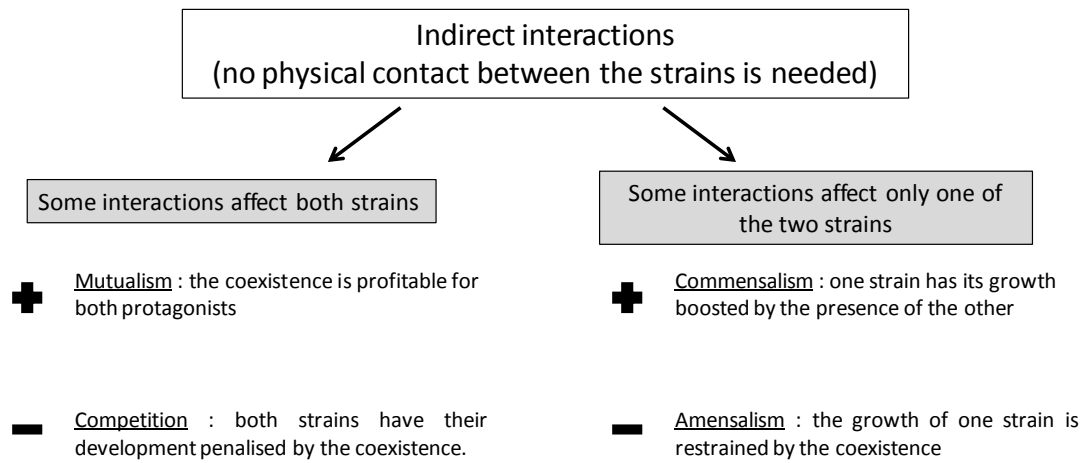 Indirect interactions
(no physical contact between the strains is needed)
Some interactions affect both strains
Mutualism : the coexistence is profitable for
both protagonists
Competition : both strains have their
development penalised by the coexistence.
Some interactions affect only one of
the two strains
Commensalism : one strain has its growth
boosted by the presence of the other
Amensalism : the growth of one strain is
restrained by the coexistence